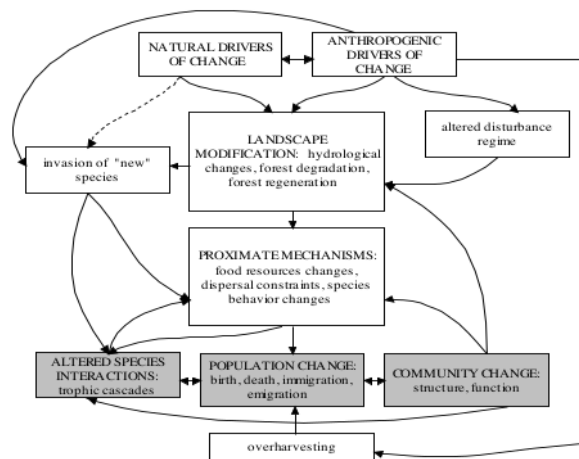 NATURAL DRIVERS
OF CHANGE
ANTHROPOGENIC
DRIVERS OF
CHANGE
LANDSCAPE
MODIFICATION: hydrological
changes, forest degradation,
forest regeneration
altered disturbance
regime
invasion of "new"
species
PROXIMATE MECHANISMS:
food resources changes,
dispersal constraints, species
behavior changes
ALTERED SPECIES
INTERACTIONS:
trophic cascades
POPULATION CHANGE:
birth, death, immigration,
emigration
COMMUNITY CHANGE:
structure, function
overharvesting